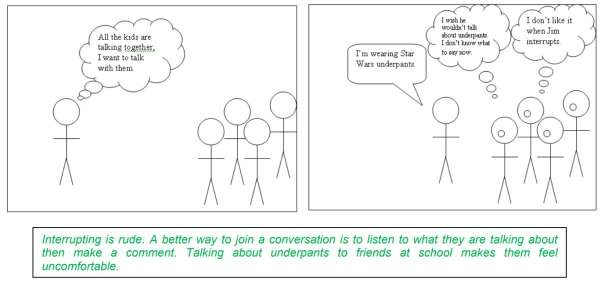 All the kids are
talking together,
I want to talk
with them.
I'm wearing Star
Wars underpants
I wish he
wouldn't talk
about underpants.
I don't know what
to say now.
I don't like it
when Jim
interrupts
Interrupting is rude. A better way to join a conversation is to listen to what they are talking about
then make a comment. Talking about underpants to friends at school makes them feel
uncomfortable.